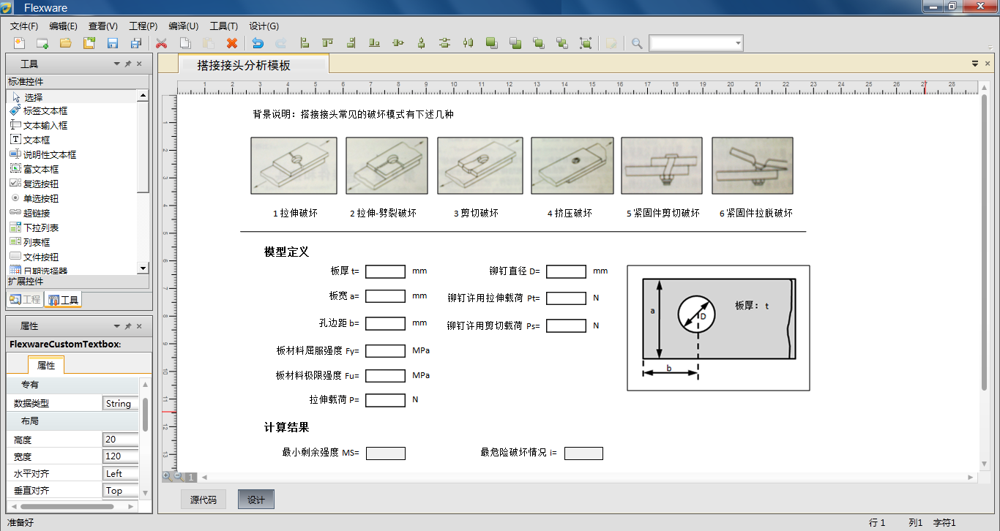 Flexware
文件(F) 编辑(E) 查看(V) 工程(P) 编译(U) 工具(T) 设计(G)
工具
标准控件
选择
标签文本框
文本输入框
文本框
说明性文本框
富文本框
复选按钮
单选按钮
超链接
下拉列表
列表框
文件按钮
日期选择器
扩展控件
工程 工具
属性
FlexwareCustomTextbox:
属性
专有
数据类型 String
布局
高度 20
宽度 120
水平对齐 Left
垂直对齐 Top
搭接接头分析模板
1 2 3 4 5 6 7 8 9 10 11 12 13 14 15 16 17 18 19 20 21 22 23 24 25 26 27 28
1
2
3
4
5
6
7
8
9
10
11
12
13
背景说明：搭接接头常见的破坏模式有下述几种
1 拉伸破坏 2 拉伸-劈裂破坏 3 剪切破坏 4 挤压破坏 5 紧固件剪切破坏 6 紧固件拉脱破坏
模型定义
板厚 t= mm 铆钉直径 D= mm
板宽 a= mm 铆钉许用拉伸载荷 Pt= N
孔边距 b= mm 铆钉许用剪切载荷 Ps= N
板材料屈服强度 Fy= MPa
板材料极限强度 Fu= MPa
拉伸载荷 P= N
板厚：t
a
D
b
计算结果
最小剩余强度 MS= 最危险破坏情况 i=
1
源代码 设计
准备好 行 1 列1 字符1